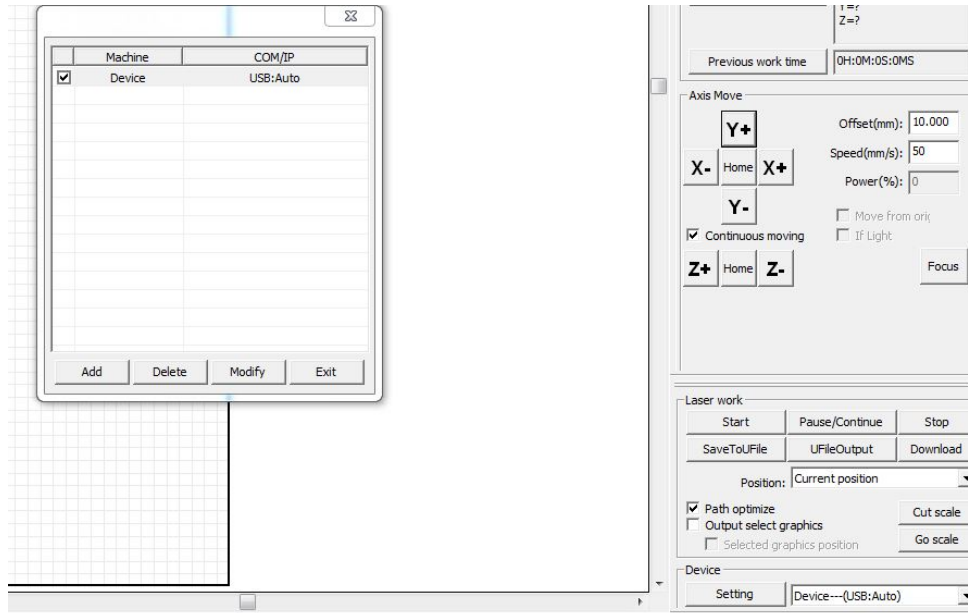 Machine COM/IP
Device USB:Auto
Add Delete Modify Exit
Y=?
Z=?
Previous work time 0H:0M:0S:0MS
Axis Move
Y+
X- Home X+
Y-
Offset(mm): 10.000
Speed(mm/s): 50
Power(%): 0
Move from orig
If Light
Continuous moving
Z+ Home Z-
Focus
Laser work
Start Pause/Continue Stop
SaveToUFile UFileOutput Download
Position: Current position
Path optimize
Output select graphics
Selected graphics position
Cut scale
Go scale
Device
Setting Device---(USB:Auto)